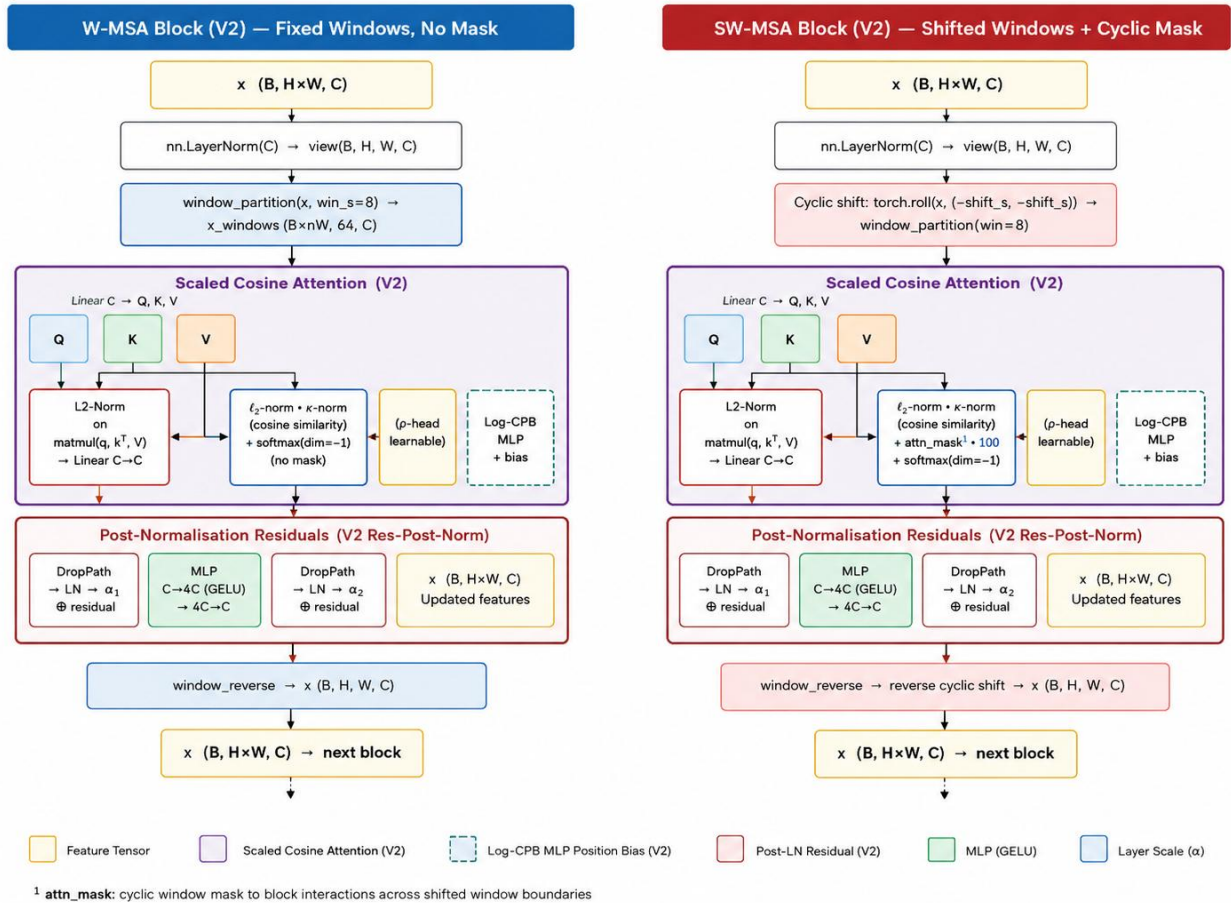 W-MSA Block (V2) — Fixed Windows, No Mask
x (B, H×W, C)
nn.LayerNorm(C) → view(B, H, W, C)
window_partition(x, win_s=8) →
x_windows (B×nW, 64, C)
Scaled Cosine Attention (V2)
Linear C → Q, K, V
Q
K
V
L2-Norm
on
matmul(q, kᵀ, V)
→ Linear C→C
ℓ₂-norm • κ-norm
(cosine similarity)
+ softmax(dim=−1)
(no mask)
(ρ-head
learnable)
Log-CPB
MLP
+ bias
Post-Normalisation Residuals (V2 Res-Post-Norm)
DropPath
→ LN → α₁
⊕ residual
MLP
C→4C (GELU)
→ 4C→C
DropPath
→ LN → α₂
⊕ residual
x (B, H×W, C)
Updated features
window_reverse → x (B, H, W, C)
x (B, H×W, C) → next block
SW-MSA Block (V2) — Shifted Windows + Cyclic Mask
x (B, H×W, C)
nn.LayerNorm(C) → view(B, H, W, C)
Cyclic shift: torch.roll(x, (−shift_s, −shift_s)) →
window_partition(win=8)
Scaled Cosine Attention (V2)
Linear C → Q, K, V
Q
K
V
L2-Norm
on
matmul(q, kᵀ, V)
→ Linear C→C
ℓ₂-norm • κ-norm
(cosine similarity)
+ attn_mask¹ • 100
+ softmax(dim=−1)
(ρ-head
learnable)
Log-CPB
MLP
+ bias
Post-Normalisation Residuals (V2 Res-Post-Norm)
DropPath
→ LN → α₁
⊕ residual
MLP
C→4C (GELU)
→ 4C→C
DropPath
→ LN → α₂
⊕ residual
x (B, H×W, C)
Updated features
window_reverse → reverse cyclic shift → x (B, H, W, C)
x (B, H×W, C) → next block
Feature Tensor
Scaled Cosine Attention (V2)
Log-CPB MLP Position Bias (V2)
Post-LN Residual (V2)
MLP (GELU)
Layer Scale (α)
¹ attn_mask: cyclic window mask to block interactions across shifted window boundaries